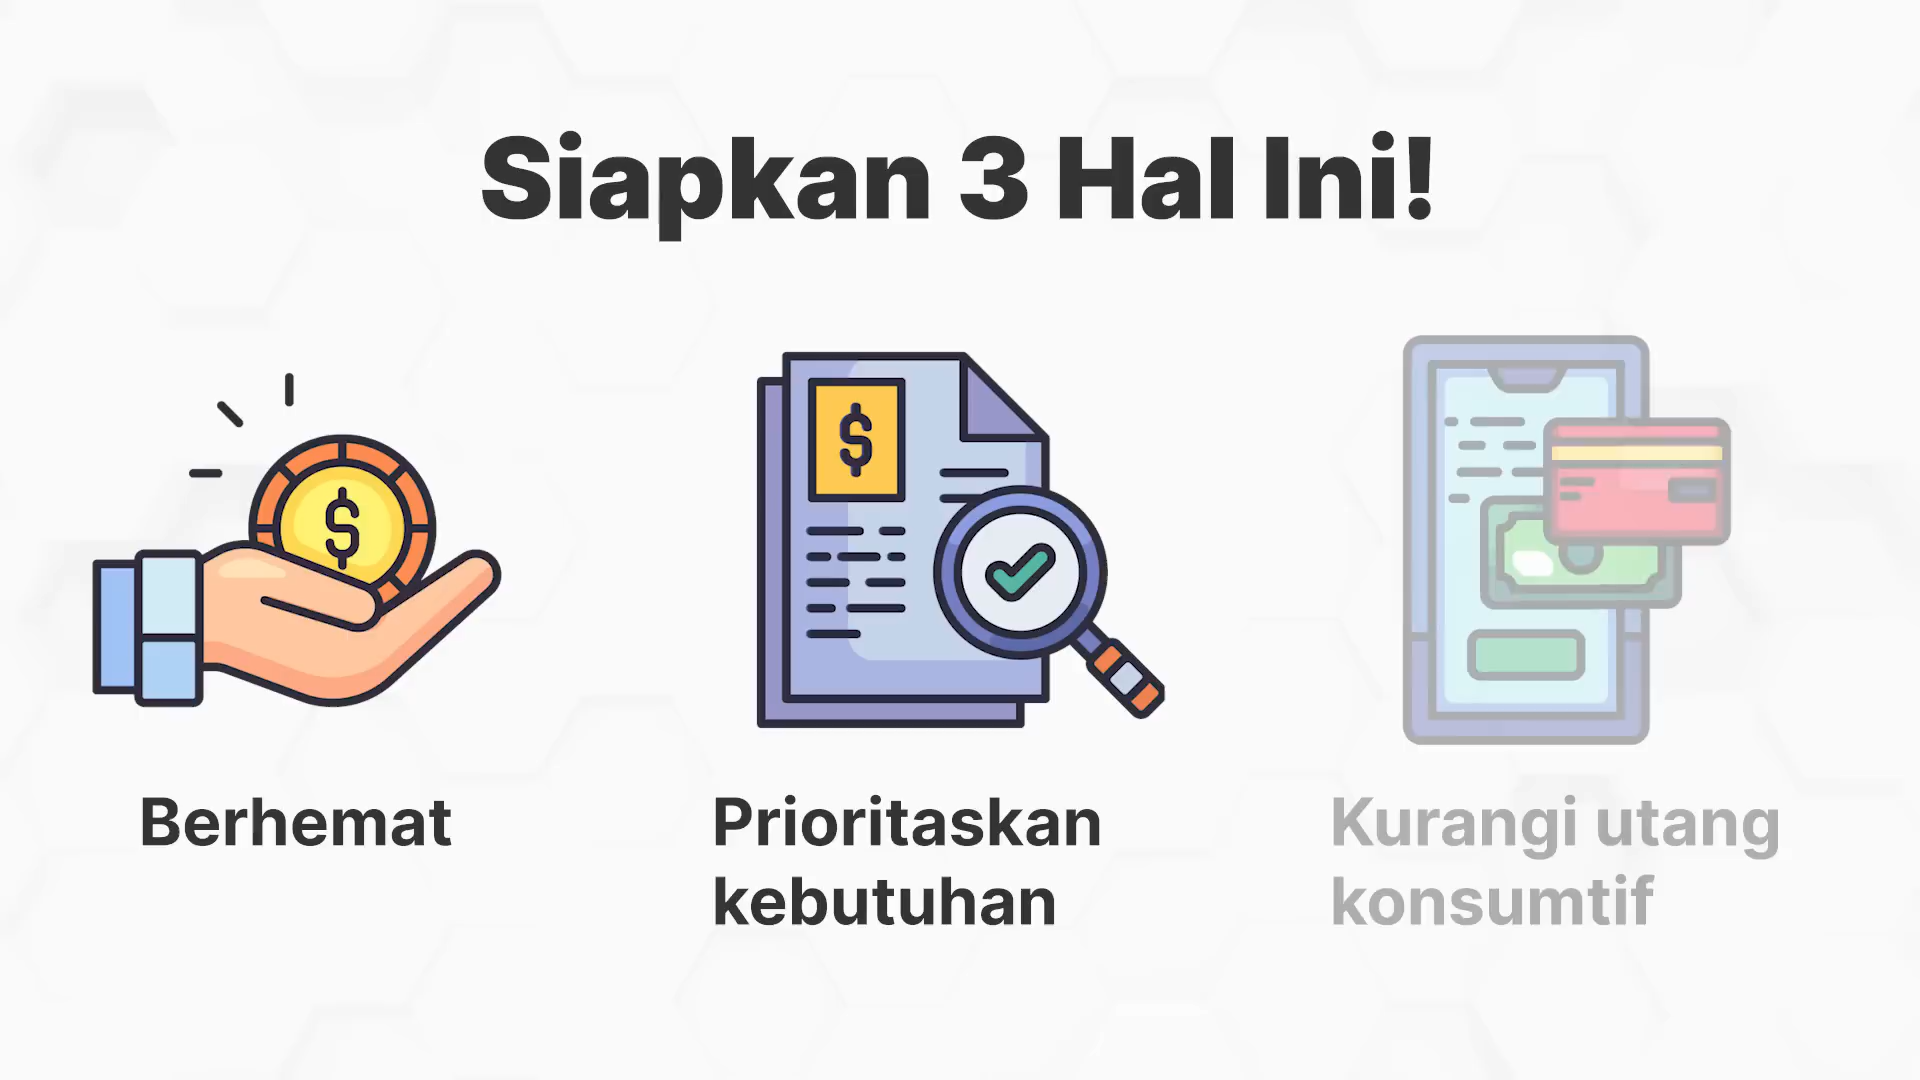 Siapkan 3 Hal Ini!
Berhemat
Prioritaskan
kebutuhan
Kurangi utang
konsumtif